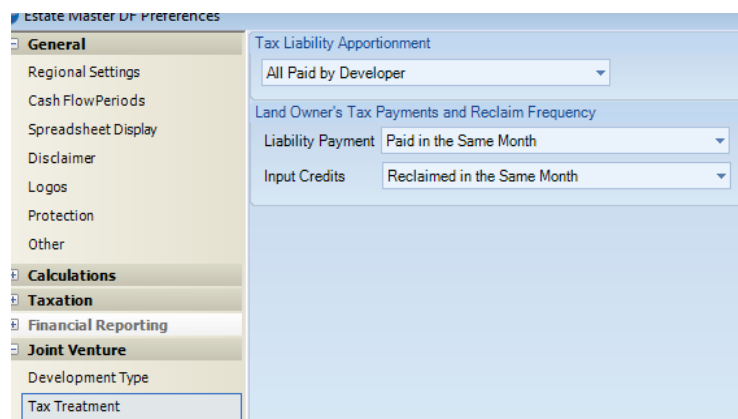 Estate Master DF Preferences
General
Regional Settings
Cash FlowPeriods
Spreadsheet Display
Disclaimer
Logos
Protection
Other
Calculations
Taxation
Financial Reporting
Joint Venture
Development Type
Tax Treatment
Tax Liability Apportionment
All Paid by Developer
Land Owner's Tax Payments and Reclaim Frequency
Liability Payment Paid in the Same Month
Input Credits Reclaimed in the Same Month